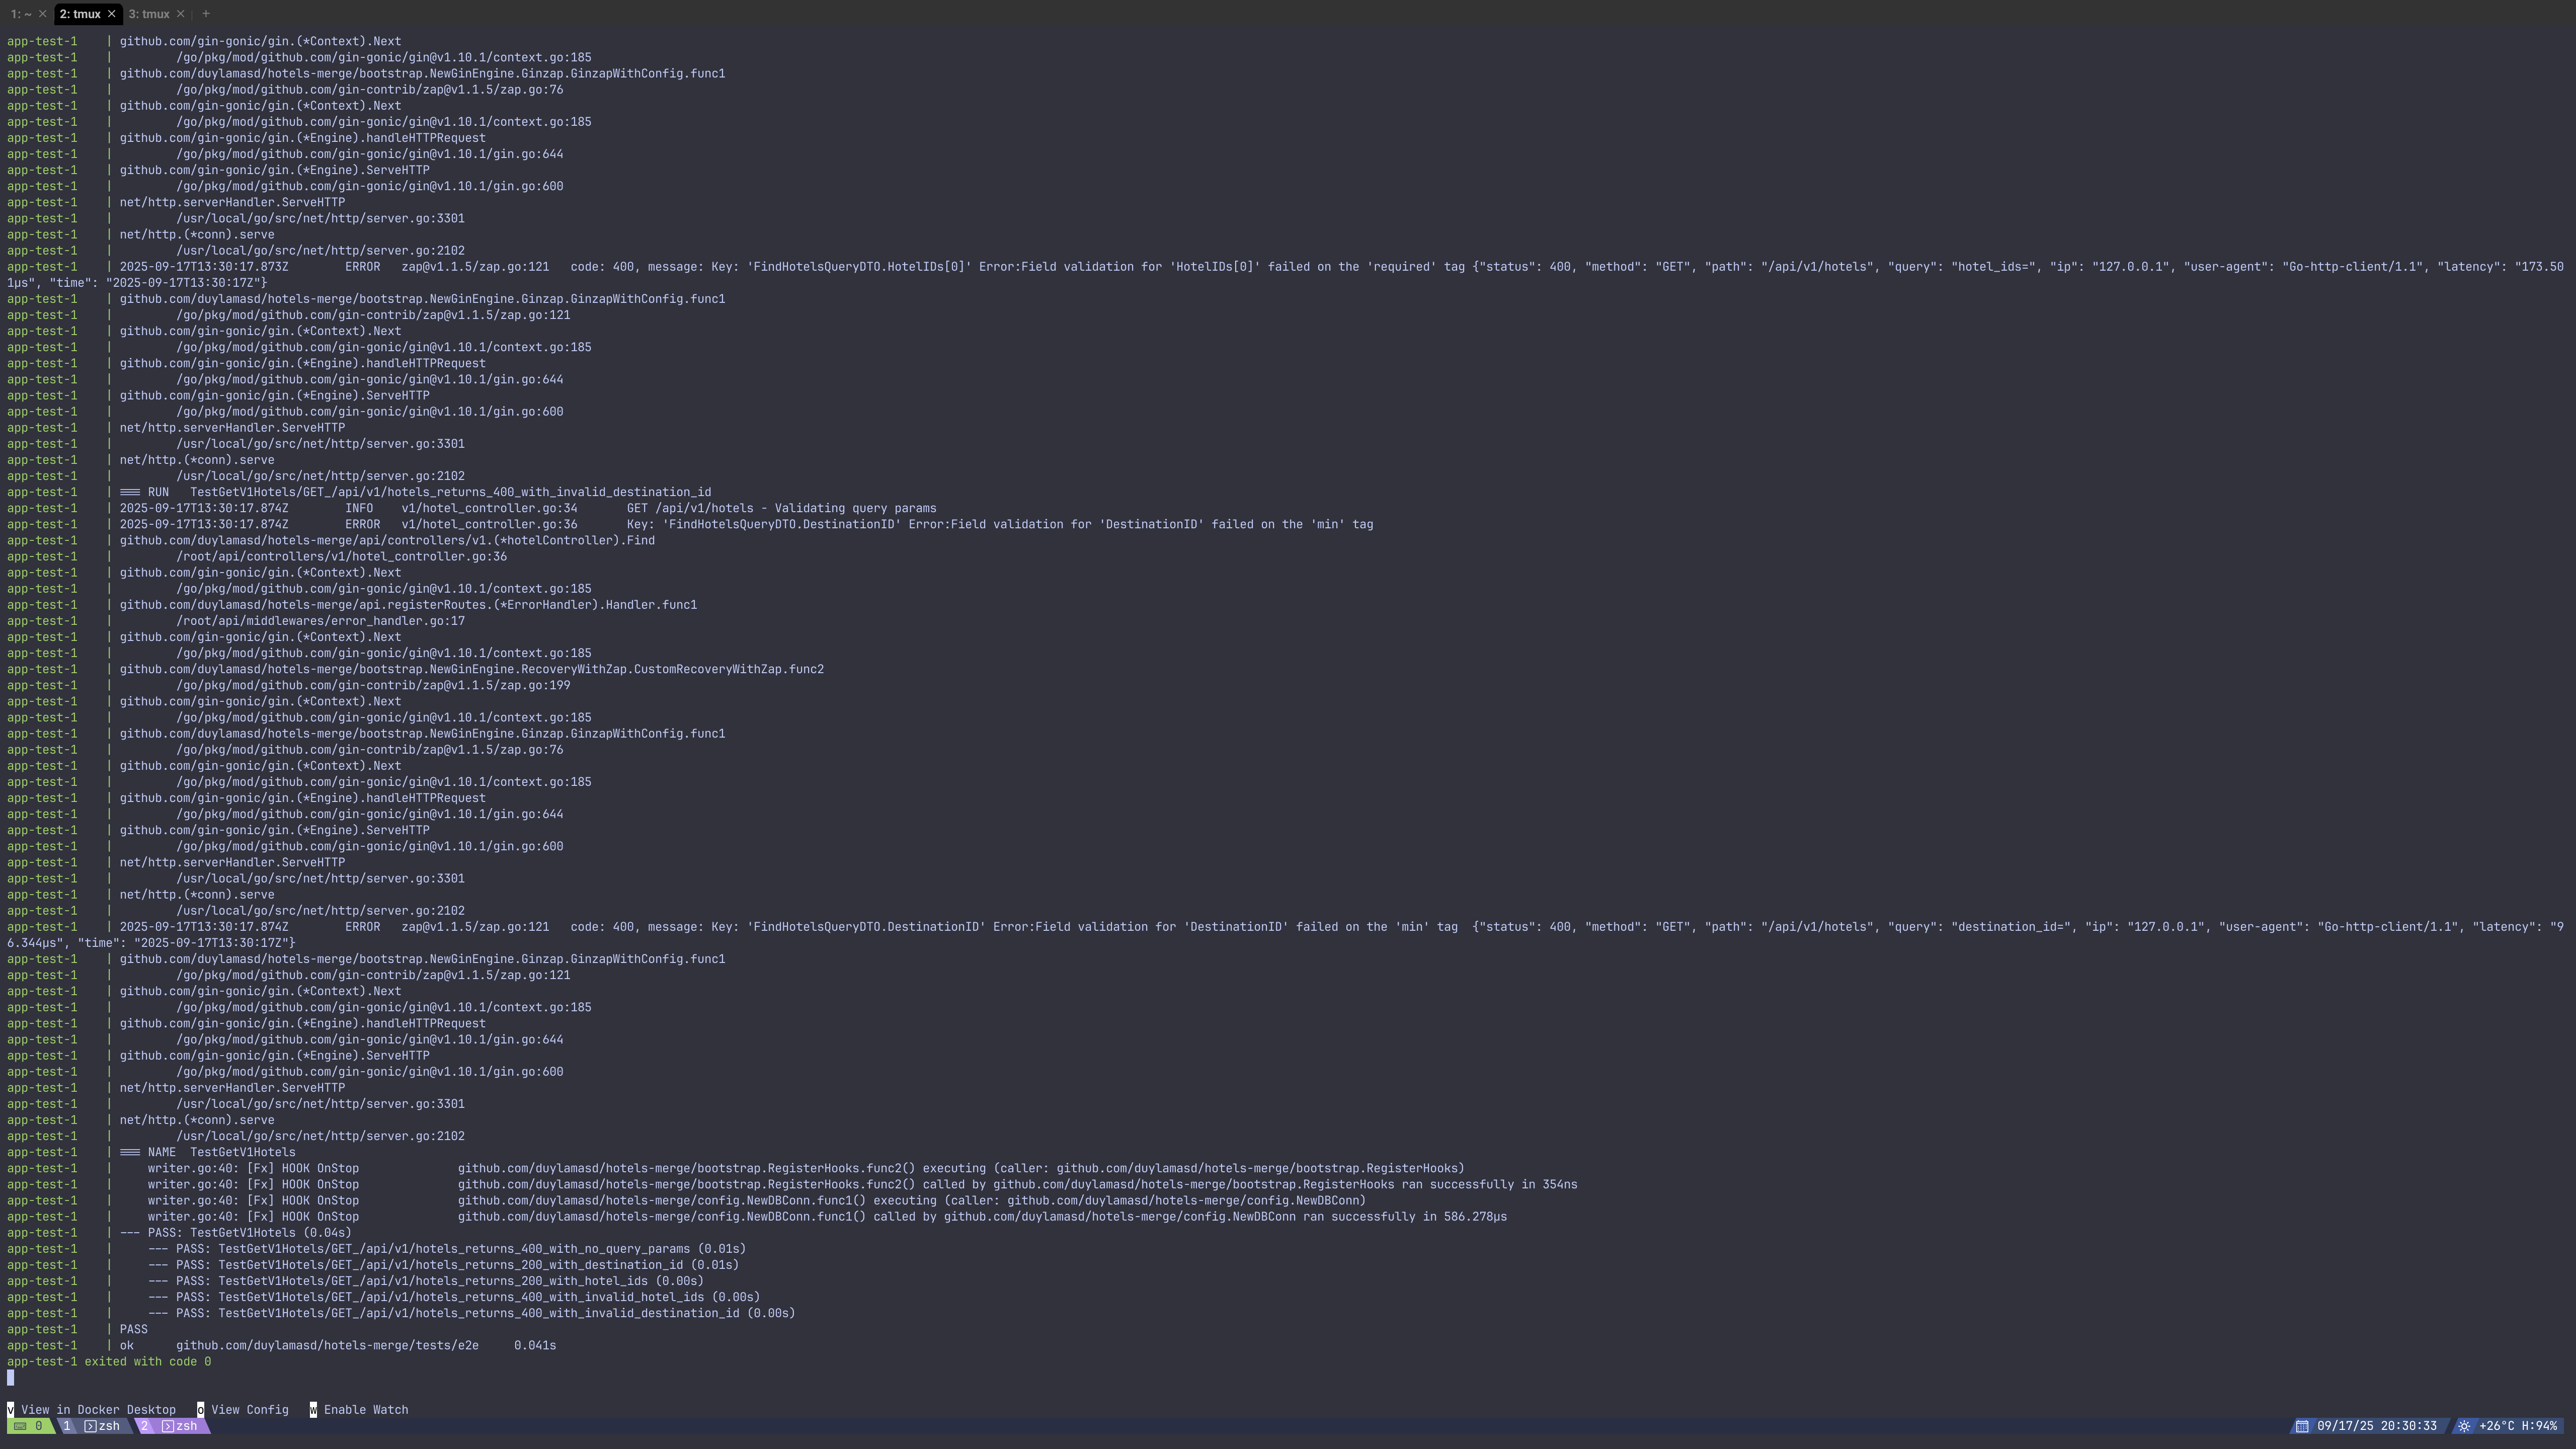 1: ~ × 2: tmux × 3: tmux × +
app-test-1 | github.com/gin-gonic/gin.(*Context).Next
app-test-1 | /go/pkg/mod/github.com/gin-gonic/gin@v1.10.1/context.go:185
app-test-1 | github.com/duylamasd/hotels-merge/bootstrap.NewGinEngine.Ginzap.GinzapWithConfig.func1
app-test-1 | /go/pkg/mod/github.com/gin-contrib/zap@v1.1.5/zap.go:76
app-test-1 | github.com/gin-gonic/gin.(*Context).Next
app-test-1 | /go/pkg/mod/github.com/gin-gonic/gin@v1.10.1/context.go:185
app-test-1 | github.com/gin-gonic/gin.(*Engine).handleHTTPRequest
app-test-1 | /go/pkg/mod/github.com/gin-gonic/gin@v1.10.1/gin.go:644
app-test-1 | github.com/gin-gonic/gin.(*Engine).ServeHTTP
app-test-1 | /go/pkg/mod/github.com/gin-gonic/gin@v1.10.1/gin.go:600
app-test-1 | net/http.serverHandler.ServeHTTP
app-test-1 | /usr/local/go/src/net/http/server.go:3301
app-test-1 | net/http.(*conn).serve
app-test-1 | /usr/local/go/src/net/http/server.go:2102
app-test-1 | 2025-09-17T13:30:17.873Z ERROR zap@v1.1.5/zap.go:121 code: 400, message: Key: 'FindHotelsQueryDTO.HotelIDs[0]' Error:Field validation for 'HotelIDs[0]' failed on the 'required' tag {"status": 400, "method": "GET", "path": "/api/v1/hotels", "query": "hotel_ids=", "ip": "127.0.0.1", "user-agent": "Go-http-client/1.1", "latency": "173.50
1µs", "time": "2025-09-17T13:30:17Z"}
app-test-1 | github.com/duylamasd/hotels-merge/bootstrap.NewGinEngine.Ginzap.GinzapWithConfig.func1
app-test-1 | /go/pkg/mod/github.com/gin-contrib/zap@v1.1.5/zap.go:121
app-test-1 | github.com/gin-gonic/gin.(*Context).Next
app-test-1 | /go/pkg/mod/github.com/gin-gonic/gin@v1.10.1/context.go:185
app-test-1 | github.com/gin-gonic/gin.(*Engine).handleHTTPRequest
app-test-1 | /go/pkg/mod/github.com/gin-gonic/gin@v1.10.1/gin.go:644
app-test-1 | github.com/gin-gonic/gin.(*Engine).ServeHTTP
app-test-1 | /go/pkg/mod/github.com/gin-gonic/gin@v1.10.1/gin.go:600
app-test-1 | net/http.serverHandler.ServeHTTP
app-test-1 | /usr/local/go/src/net/http/server.go:3301
app-test-1 | net/http.(*conn).serve
app-test-1 | /usr/local/go/src/net/http/server.go:2102
app-test-1 | === RUN TestGetV1Hotels/GET_/api/v1/hotels_returns_400_with_invalid_destination_id
app-test-1 | 2025-09-17T13:30:17.874Z INFO v1/hotel_controller.go:34 GET /api/v1/hotels - Validating query params
app-test-1 | 2025-09-17T13:30:17.874Z ERROR v1/hotel_controller.go:36 Key: 'FindHotelsQueryDTO.DestinationID' Error:Field validation for 'DestinationID' failed on the 'min' tag
app-test-1 | github.com/duylamasd/hotels-merge/api/controllers/v1.(*hotelController).Find
app-test-1 | /root/api/controllers/v1/hotel_controller.go:36
app-test-1 | github.com/gin-gonic/gin.(*Context).Next
app-test-1 | /go/pkg/mod/github.com/gin-gonic/gin@v1.10.1/context.go:185
app-test-1 | github.com/duylamasd/hotels-merge/api.registerRoutes.(*ErrorHandler).Handler.func1
app-test-1 | /root/api/middlewares/error_handler.go:17
app-test-1 | github.com/gin-gonic/gin.(*Context).Next
app-test-1 | /go/pkg/mod/github.com/gin-gonic/gin@v1.10.1/context.go:185
app-test-1 | github.com/duylamasd/hotels-merge/bootstrap.NewGinEngine.RecoveryWithZap.CustomRecoveryWithZap.func2
app-test-1 | /go/pkg/mod/github.com/gin-contrib/zap@v1.1.5/zap.go:199
app-test-1 | github.com/gin-gonic/gin.(*Context).Next
app-test-1 | /go/pkg/mod/github.com/gin-gonic/gin@v1.10.1/context.go:185
app-test-1 | github.com/duylamasd/hotels-merge/bootstrap.NewGinEngine.Ginzap.GinzapWithConfig.func1
app-test-1 | /go/pkg/mod/github.com/gin-contrib/zap@v1.1.5/zap.go:76
app-test-1 | github.com/gin-gonic/gin.(*Context).Next
app-test-1 | /go/pkg/mod/github.com/gin-gonic/gin@v1.10.1/context.go:185
app-test-1 | github.com/gin-gonic/gin.(*Engine).handleHTTPRequest
app-test-1 | /go/pkg/mod/github.com/gin-gonic/gin@v1.10.1/gin.go:644
app-test-1 | github.com/gin-gonic/gin.(*Engine).ServeHTTP
app-test-1 | /go/pkg/mod/github.com/gin-gonic/gin@v1.10.1/gin.go:600
app-test-1 | net/http.serverHandler.ServeHTTP
app-test-1 | /usr/local/go/src/net/http/server.go:3301
app-test-1 | net/http.(*conn).serve
app-test-1 | /usr/local/go/src/net/http/server.go:2102
app-test-1 | 2025-09-17T13:30:17.874Z ERROR zap@v1.1.5/zap.go:121 code: 400, message: Key: 'FindHotelsQueryDTO.DestinationID' Error:Field validation for 'DestinationID' failed on the 'min' tag {"status": 400, "method": "GET", "path": "/api/v1/hotels", "query": "destination_id=", "ip": "127.0.0.1", "user-agent": "Go-http-client/1.1", "latency": "9
6.344µs", "time": "2025-09-17T13:30:17Z"}
app-test-1 | github.com/duylamasd/hotels-merge/bootstrap.NewGinEngine.Ginzap.GinzapWithConfig.func1
app-test-1 | /go/pkg/mod/github.com/gin-contrib/zap@v1.1.5/zap.go:121
app-test-1 | github.com/gin-gonic/gin.(*Context).Next
app-test-1 | /go/pkg/mod/github.com/gin-gonic/gin@v1.10.1/context.go:185
app-test-1 | github.com/gin-gonic/gin.(*Engine).handleHTTPRequest
app-test-1 | /go/pkg/mod/github.com/gin-gonic/gin@v1.10.1/gin.go:644
app-test-1 | github.com/gin-gonic/gin.(*Engine).ServeHTTP
app-test-1 | /go/pkg/mod/github.com/gin-gonic/gin@v1.10.1/gin.go:600
app-test-1 | net/http.serverHandler.ServeHTTP
app-test-1 | /usr/local/go/src/net/http/server.go:3301
app-test-1 | net/http.(*conn).serve
app-test-1 | /usr/local/go/src/net/http/server.go:2102
app-test-1 | === NAME TestGetV1Hotels
app-test-1 | writer.go:40: [Fx] HOOK OnStop github.com/duylamasd/hotels-merge/bootstrap.RegisterHooks.func2() executing (caller: github.com/duylamasd/hotels-merge/bootstrap.RegisterHooks)
app-test-1 | writer.go:40: [Fx] HOOK OnStop github.com/duylamasd/hotels-merge/bootstrap.RegisterHooks.func2() called by github.com/duylamasd/hotels-merge/bootstrap.RegisterHooks ran successfully in 354ns
app-test-1 | writer.go:40: [Fx] HOOK OnStop github.com/duylamasd/hotels-merge/config.NewDBConn.func1() executing (caller: github.com/duylamasd/hotels-merge/config.NewDBConn)
app-test-1 | writer.go:40: [Fx] HOOK OnStop github.com/duylamasd/hotels-merge/config.NewDBConn.func1() called by github.com/duylamasd/hotels-merge/config.NewDBConn ran successfully in 586.278µs
app-test-1 | --- PASS: TestGetV1Hotels (0.04s)
app-test-1 | --- PASS: TestGetV1Hotels/GET_/api/v1/hotels_returns_400_with_no_query_params (0.01s)
app-test-1 | --- PASS: TestGetV1Hotels/GET_/api/v1/hotels_returns_200_with_destination_id (0.01s)
app-test-1 | --- PASS: TestGetV1Hotels/GET_/api/v1/hotels_returns_200_with_hotel_ids (0.00s)
app-test-1 | --- PASS: TestGetV1Hotels/GET_/api/v1/hotels_returns_400_with_invalid_hotel_ids (0.00s)
app-test-1 | --- PASS: TestGetV1Hotels/GET_/api/v1/hotels_returns_400_with_invalid_destination_id (0.00s)
app-test-1 | PASS
app-test-1 | ok github.com/duylamasd/hotels-merge/tests/e2e 0.041s
app-test-1 exited with code 0
v View in Docker Desktop o View Config w Enable Watch
0 1 zsh 2 zsh 09/17/25 20:30:33 +26°C H:94%